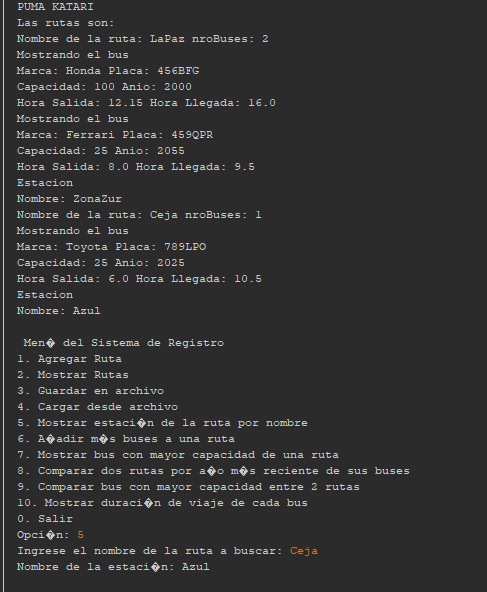 PUMA KATARI
Las rutas son:
Nombre de la ruta: LaPaz nroBuses: 2
Mostrando el bus
Marca: Honda Placa: 456BFG
Capacidad: 100 Anio: 2000
Hora Salida: 12.15 Hora Llegada: 16.0
Mostrando el bus
Marca: Ferrari Placa: 459QPR
Capacidad: 25 Anio: 2055
Hora Salida: 8.0 Hora Llegada: 9.5
Estacion
Nombre: ZonaZur
Nombre de la ruta: Ceja nroBuses: 1
Mostrando el bus
Marca: Toyota Placa: 789LPO
Capacidad: 25 Anio: 2025
Hora Salida: 6.0 Hora Llegada: 10.5
Estacion
Nombre: Azul
Men� del Sistema de Registro
1. Agregar Ruta
2. Mostrar Rutas
3. Guardar en archivo
4. Cargar desde archivo
5. Mostrar estaci�n de la ruta por nombre
6. A�adir m�s buses a una ruta
7. Mostrar bus con mayor capacidad de una ruta
8. Comparar dos rutas por a�o m�s reciente de sus buses
9. Comparar bus con mayor capacidad entre 2 rutas
10. Mostrar duraci�n de viaje de cada bus
0. Salir
Opci�n: 5
Ingrese el nombre de la ruta a buscar: Ceja
Nombre de la estaci�n: Azul